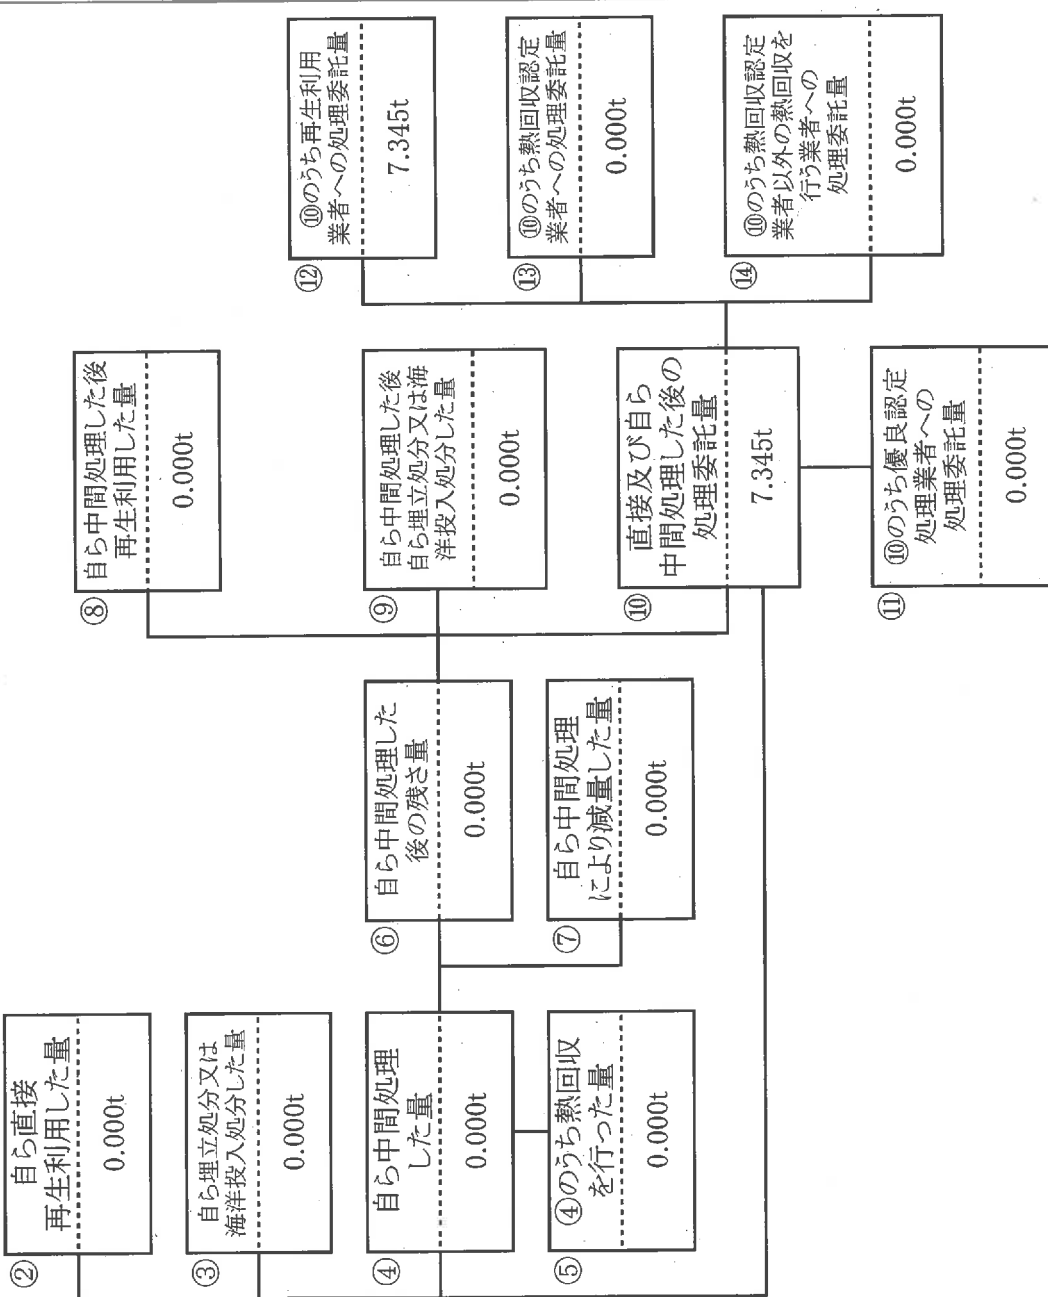 ②
自ら直接
再生利用した量
0.000t
③
自ら埋立処分又は
海洋投入処分した量
0.000t
④
自ら中間処理
した量
0.000t
⑤
④のうち熱回収
を行った量
0.000t
⑥
自ら中間処理した
後の残さ量
0.000t
⑦
自ら中間処理
により減量した量
0.000t
⑧
自ら中間処理した後
再生利用した量
0.000t
⑨
自ら中間処理した後
自ら埋立処分又は海
洋投入処分した量
0.000t
⑩
直接及び自ら
中間処理した後の
処理委託量
7.345t
⑪
⑩のうち優良認定
処理業者への
処理委託量
0.000t
⑫
⑩のうち再生利用
業者への処理委託量
7.345t
⑬
⑩のうち熱回収認定
業者への処理委託量
0.000t
⑭
⑩のうち熱回収認定
業者以外の熱回収を
行う業者への
処理委託量
0.000t